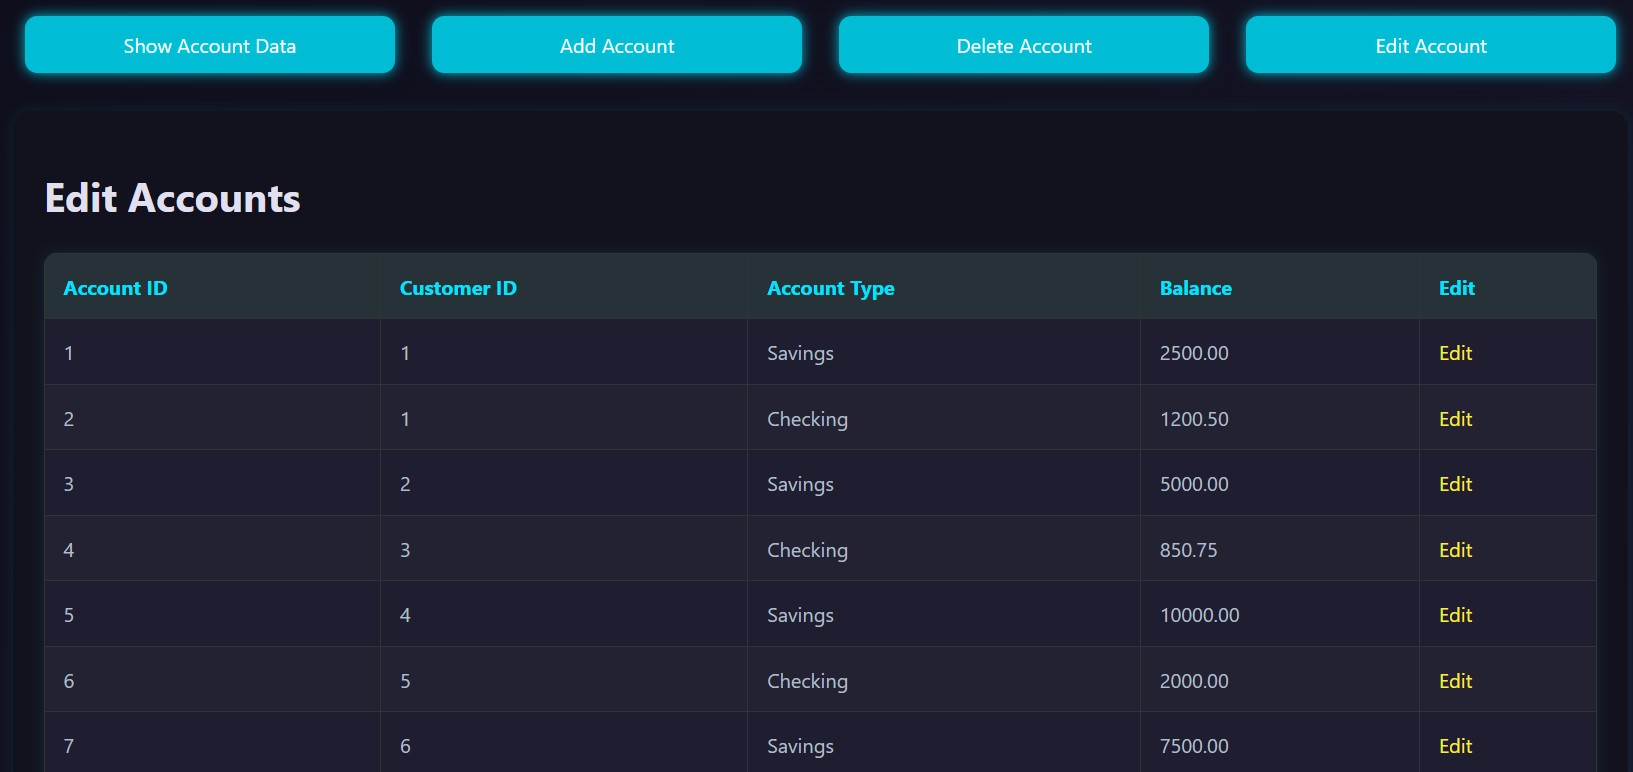 Show Account Data Add Account Delete Account Edit Account
Edit Accounts
Account ID Customer ID Account Type Balance Edit
1 1 Savings 2500.00 Edit
2 1 Checking 1200.50 Edit
3 2 Savings 5000.00 Edit
4 3 Checking 850.75 Edit
5 4 Savings 10000.00 Edit
6 5 Checking 2000.00 Edit
7 6 Savings 7500.00 Edit